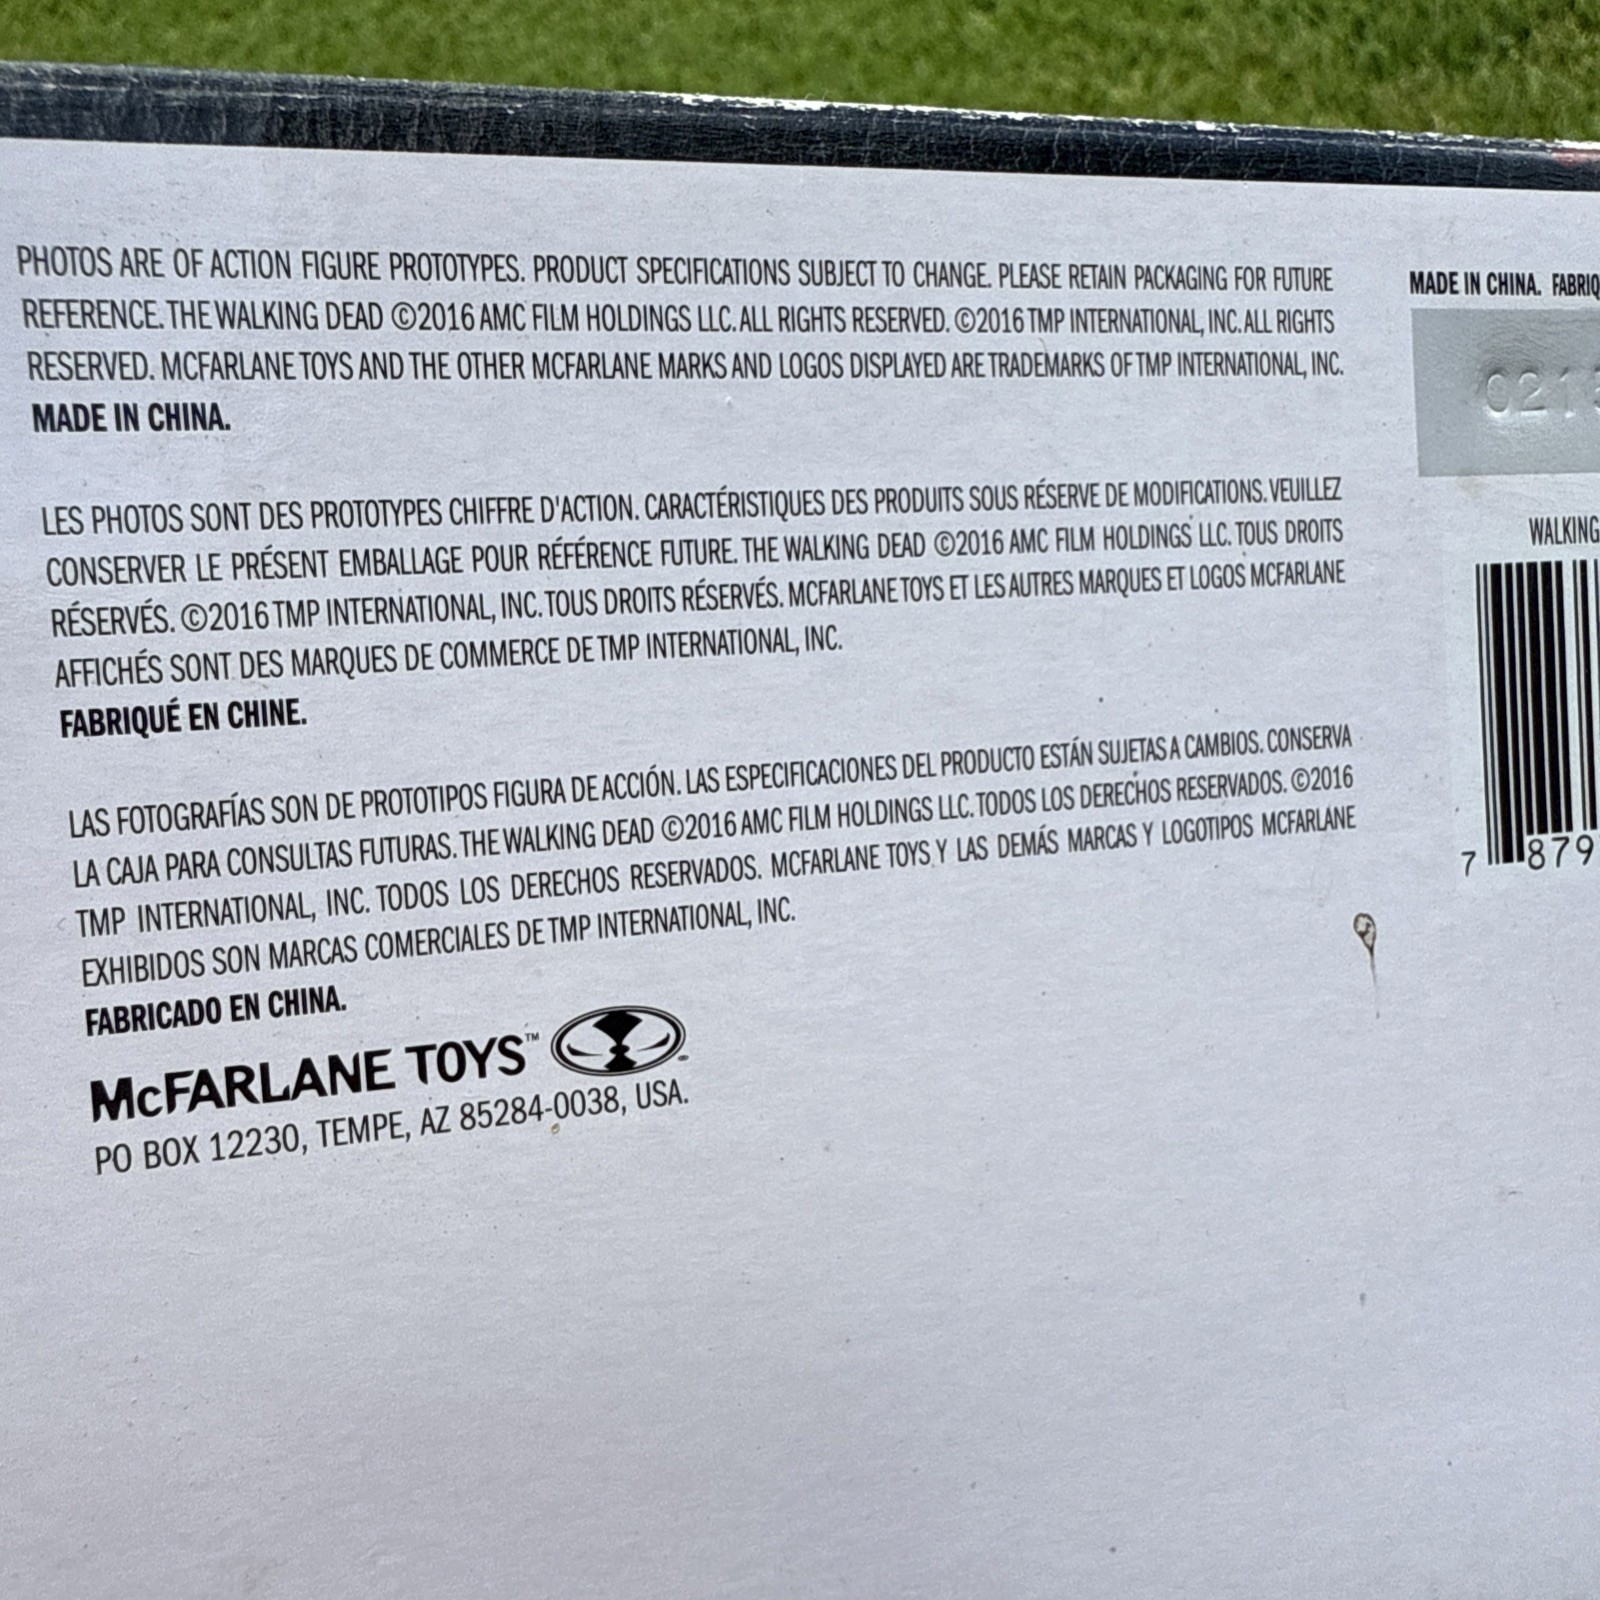 PHOTOS ARE OF ACTION FIGURE PROTOTYPES. PRODUCT SPECIFICATIONS SUBJECT TO CHANGE. PLEASE RETAIN PACKAGING FOR FUTURE
REFERENCE. THE WALKING DEAD ©2016 AMC FILM HOLDINGS LLC. ALL RIGHTS RESERVED. ©2016 TMP INTERNATIONAL, INC. ALL RIGHTS
RESERVED. MCFARLANE TOYS AND THE OTHER MCFARLANE MARKS AND LOGOS DISPLAYED ARE TRADEMARKS OF TMP INTERNATIONAL, INC.
MADE IN CHINA.
LES PHOTOS SONT DES PROTOTYPES CHIFFRE D'ACTION. CARACTÉRISTIQUES DES PRODUITS SOUS RÉSERVE DE MODIFICATIONS. VEUILLEZ
CONSERVER LE PRÉSENT EMBALLAGE POUR RÉFÉRENCE FUTURE. THE WALKING DEAD ©2016 AMC FILM HOLDINGS LLC. TOUS DROITS
RÉSERVÉS. ©2016 TMP INTERNATIONAL, INC. TOUS DROITS RÉSERVÉS. MCFARLANE TOYS ET LES AUTRES MARQUES ET LOGOS MCFARLANE
AFFICHÉS SONT DES MARQUES DE COMMERCE DE TMP INTERNATIONAL, INC.
FABRIQUÉ EN CHINE.
LAS FOTOGRAFÍAS SON DE PROTOTIPOS FIGURA DE ACCIÓN. LAS ESPECIFICACIONES DEL PRODUCTO ESTÁN SUJETAS A CAMBIOS. CONSERVA
LA CAJA PARA CONSULTAS FUTURAS. THE WALKING DEAD ©2016 AMC FILM HOLDINGS LLC. TODOS LOS DERECHOS RESERVADOS. ©2016
TMP INTERNATIONAL, INC. TODOS LOS DERECHOS RESERVADOS. MCFARLANE TOYS Y LAS DEMÁS MARCAS Y LOGOTIPOS MCFARLANE
EXHIBIDOS SON MARCAS COMERCIALES DE TMP INTERNATIONAL, INC.
FABRICADO EN CHINA.
MCFARLANE TOYS™
PO BOX 12230, TEMPE, AZ 85284-0038, USA.
MADE IN CHINA. FABRIQ
021
WALKING
7 879